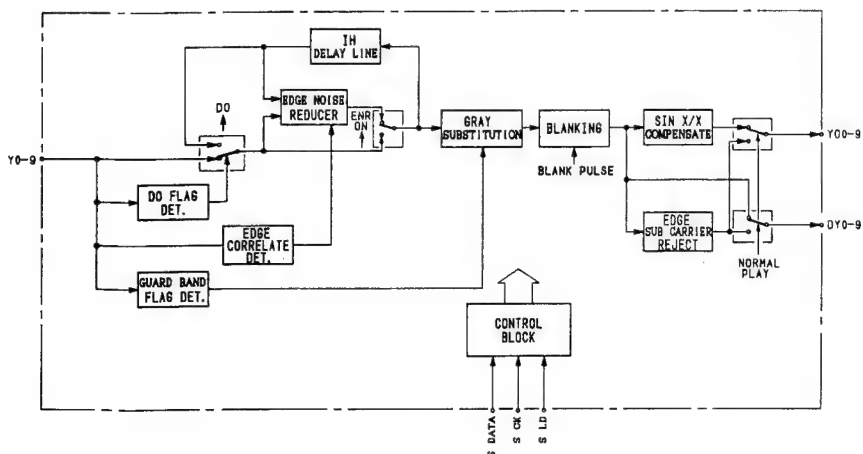 IH
DELAY LINE
DO
EDGE NOISE
REDUCER
ENR
ON
GRAY
SUBSTITUTION
BLANKING
SIN X/X
COMPENSATE
YO0-9
Y0-9
BLANK PULSE
DO FLAG
DET.
EDGE
CORRELATE
DET.
EDGE
SUB CARRIER
REJECT
DY0-9
NORMAL
PLAY
GUARD BAND
FLAG DET.
CONTROL
BLOCK
S DATA
S CK
S LD